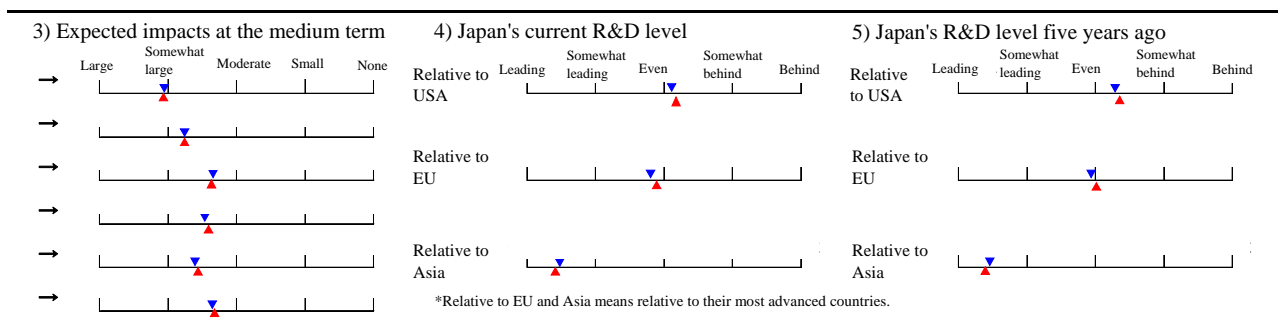 3) Expected impacts at the medium term
Large
Somewhat
large
Moderate
Small
None
4) Japan's current R&D level
Leading
Somewhat
leading
Even
Somewhat
behind
Behind
Relative to
USA
Relative to
EU
Relative to
Asia
5) Japan's R&D level five years ago
Leading
Somewhat
leading
Even
Somewhat
behind
Behind
Relative
to USA
Relative to
EU
Relative to
Asia
*Relative to EU and Asia means relative to their most advanced countries.